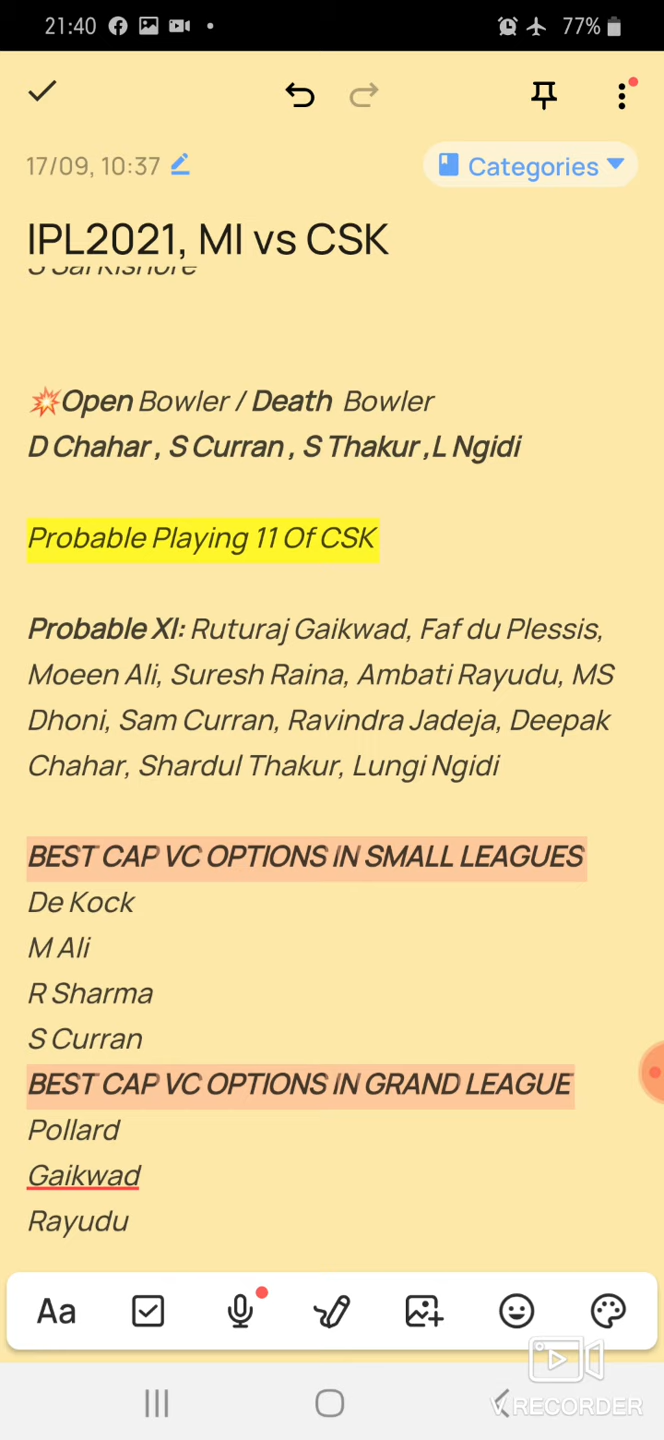 21:40
77%
17/09, 10:37
Categories
IPL2021, MI vs CSK
S Sai Kishore
💥Open Bowler / Death Bowler
D Chahar , S Curran , S Thakur ,L Ngidi
Probable Playing 11 Of CSK
Probable XI: Ruturaj Gaikwad, Faf du Plessis,
Moeen Ali, Suresh Raina, Ambati Rayudu, MS
Dhoni, Sam Curran, Ravindra Jadeja, Deepak
Chahar, Shardul Thakur, Lungi Ngidi
BEST CAP VC OPTIONS IN SMALL LEAGUES
De Kock
M Ali
R Sharma
S Curran
BEST CAP VC OPTIONS IN GRAND LEAGUE
Pollard
Gaikwad
Rayudu
Aa
V RECORDER